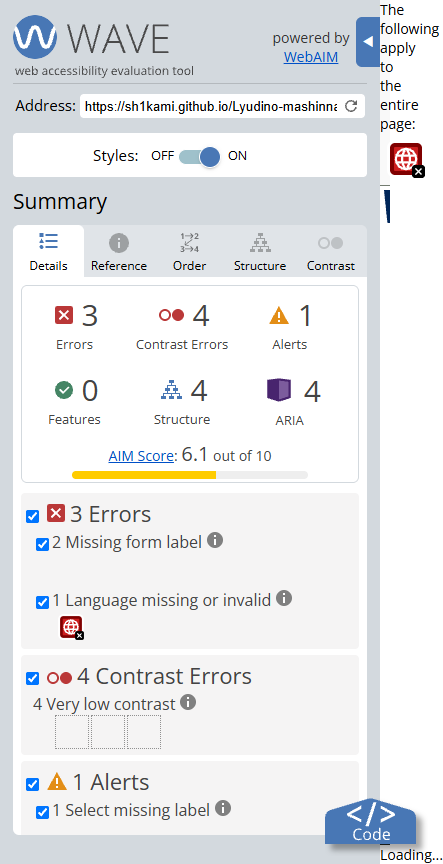 WAVE
web accessibility evaluation tool
powered by
WebAIM
The
following
apply
to
the
entire
page:
Address: https://sh1kami.github.io/Lyudino-mashinna
Styles: OFF ON
Summary
Details Reference Order Structure Contrast
3 4 1
Errors Contrast Errors Alerts
0 4 4
Features Structure ARIA
AIM Score: 6.1 out of 10
3 Errors
2 Missing form label
1 Language missing or invalid
4 Contrast Errors
4 Very low contrast
1 Alerts
1 Select missing label
</> 
Code
Loading...